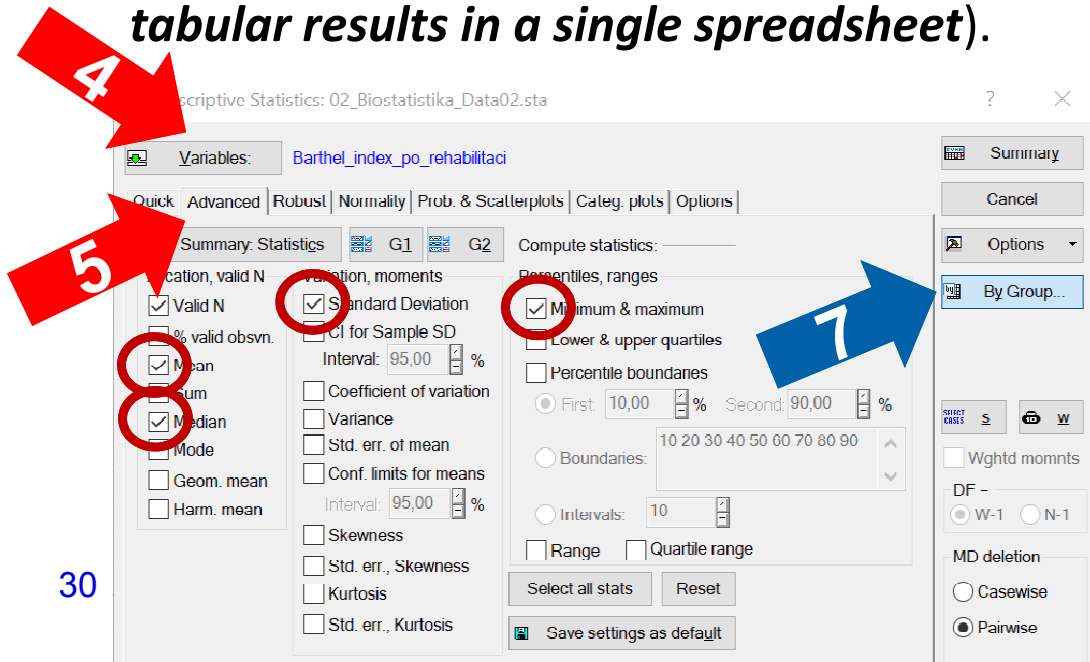 tabular results in a single spreadsheet).
4
scriptive Statistics: 02_Biostatistika_Data02.sta ?
Variables: Barthel_index_po_rehabilitaci
Summary
Quick Advanced Robust Normality Prob. & Scatterplots Categ. plots Options
Cancel
5
Summary: Statistics G1 G2 Compute statistics:
Options
Location, valid N
Variation, moments
Percentiles, ranges
By Group...
Valid N
Standard Deviation
Minimum & maximum
7
% valid obsvn.
CI for Sample SD
Lower & upper quartiles
Mean
Interval: 95,00 %
Percentile boundaries
Sum
Coefficient of variation
First: 10,00 % Second: 90,00 %
Median
Variance
SELECT CASES S W
Mode
Std. err. of mean
Boundaries: 10 20 30 40 50 60 70 80 90
Wghtd momnts
Geom. mean
Conf. limits for means
DF =
Harm. mean
Interval: 95,00 %
Intervals: 10
W-1 N-1
Skewness
Range Quartile range
MD deletion
Std. err., Skewness
30
Kurtosis
Select all stats Reset
Casewise
Std. err., Kurtosis
Save settings as default
Pairwise